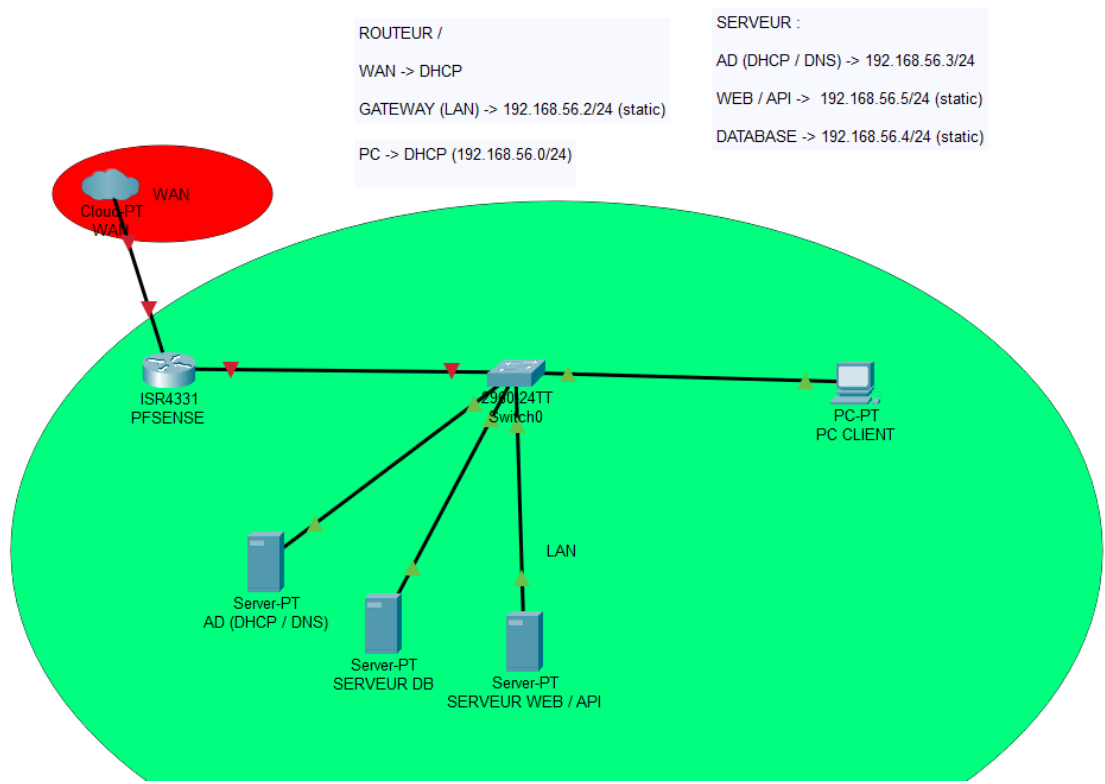 ROUTEUR /
WAN -> DHCP
GATEWAY (LAN) -> 192.168.56.2/24 (static)
PC -> DHCP (192.168.56.0/24)
SERVEUR :
AD (DHCP / DNS) -> 192.168.56.3/24
WEB / API -> 192.168.56.5/24 (static)
DATABASE -> 192.168.56.4/24 (static)
WAN
Cloud-PT
WAN
ISR4331
PFSENSE
2960-24TT
Switch0
PC-PT
PC CLIENT
LAN
Server-PT
AD (DHCP / DNS)
Server-PT
SERVEUR DB
Server-PT
SERVEUR WEB / API